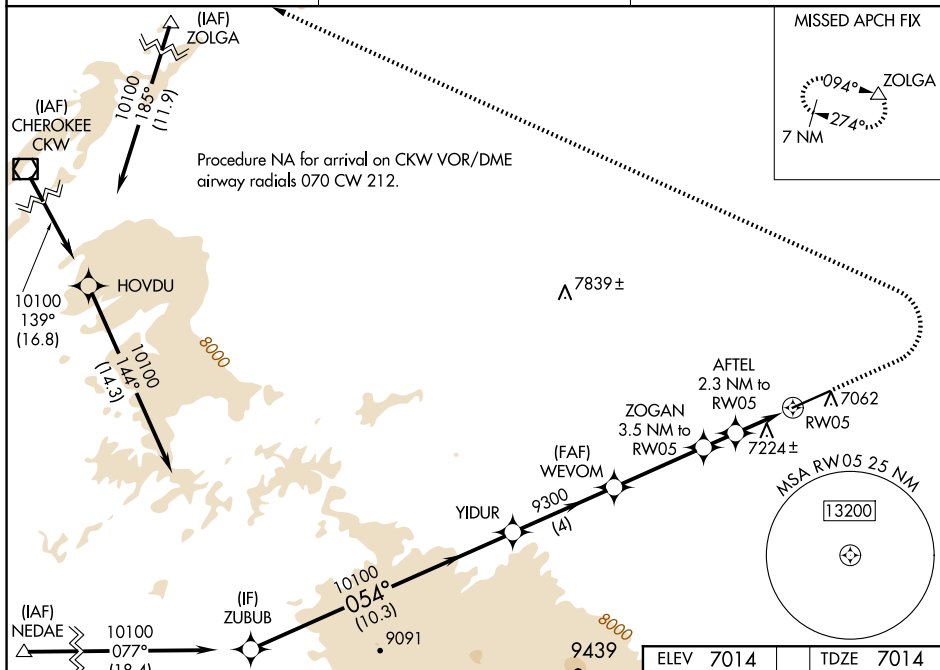 (IAF)
ZOLGA
10100
185°
(11.9)
MISSED APCH FIX
094°
ZOLGA
274°
7 NM
(IAF)
CHEROKEE
CKW
Procedure NA for arrival on CKW VOR/DME
airway radials 070 CW 212.
HOVDU
10100
139°
(16.8)
10100
144°
(14.3)
8000
7839±
AFTEL
2.3 NM to
RW05
7062
RW05
ZOGAN
3.5 NM to
RW05
7224±
(FAF)
WEVOM
MSA RW05 25 NM
13200
YIDUR
9300
(4)
10100
054°
(10.3)
(IF)
ZUBUB
(IAF)
NEDAE
10100
077°
(18.4)
9091
8000
9439
ELEV 7014
TDZE 7014